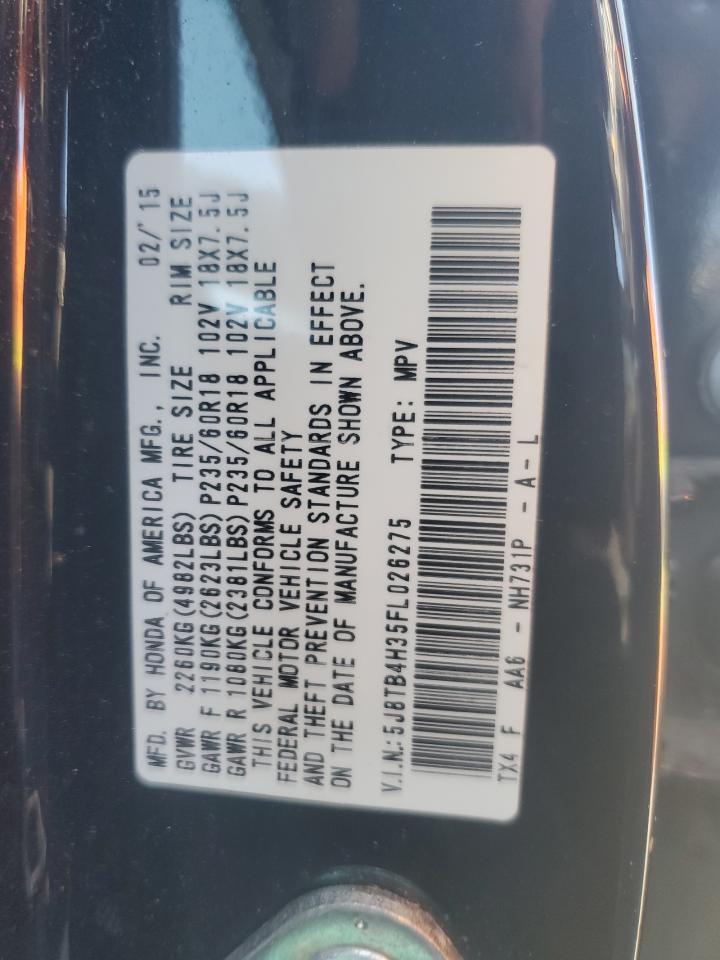 MFD. BY HONDA OF AMERICA MFG., INC. 02/'15
GVWR 2260KG(4982LBS) TIRE SIZE RIM SIZE
GAWR F 1190KG(2623LBS) P235/60R18 102V 18X7.5J
GAWR R 1080KG(2381LBS) P235/60R18 102V 18X7.5J
THIS VEHICLE CONFORMS TO ALL APPLICABLE
FEDERAL MOTOR VEHICLE SAFETY
AND THEFT PREVENTION STANDARDS IN EFFECT
ON THE DATE OF MANUFACTURE SHOWN ABOVE.
V.I.N.: 5J8TB4H35FL026275 TYPE: MPV
TX4 F AA6 - NH731P - A - L